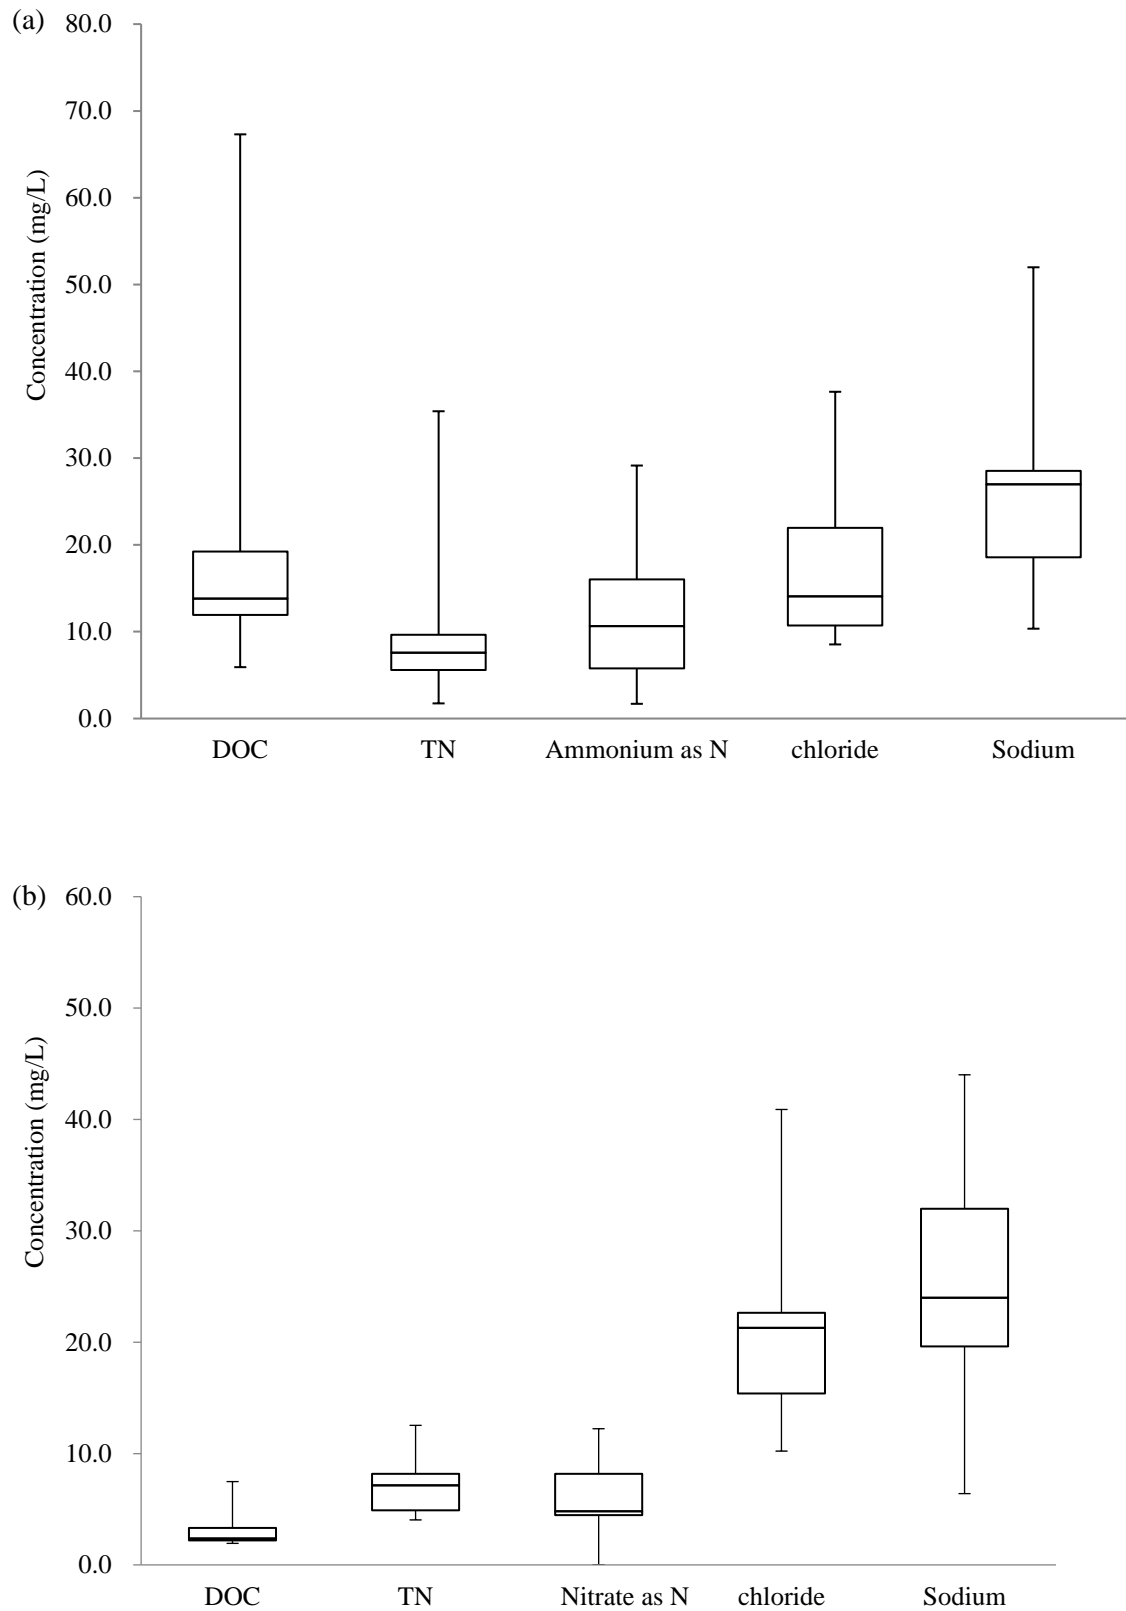 (a)
80.0
70.0
60.0
50.0
40.0
30.0
20.0
10.0
0.0
Concentration (mg/L)
DOC TN Ammonium as N chloride Sodium
(b)
60.0
50.0
40.0
30.0
20.0
10.0
0.0
Concentration (mg/L)
DOC TN Nitrate as N chloride Sodium